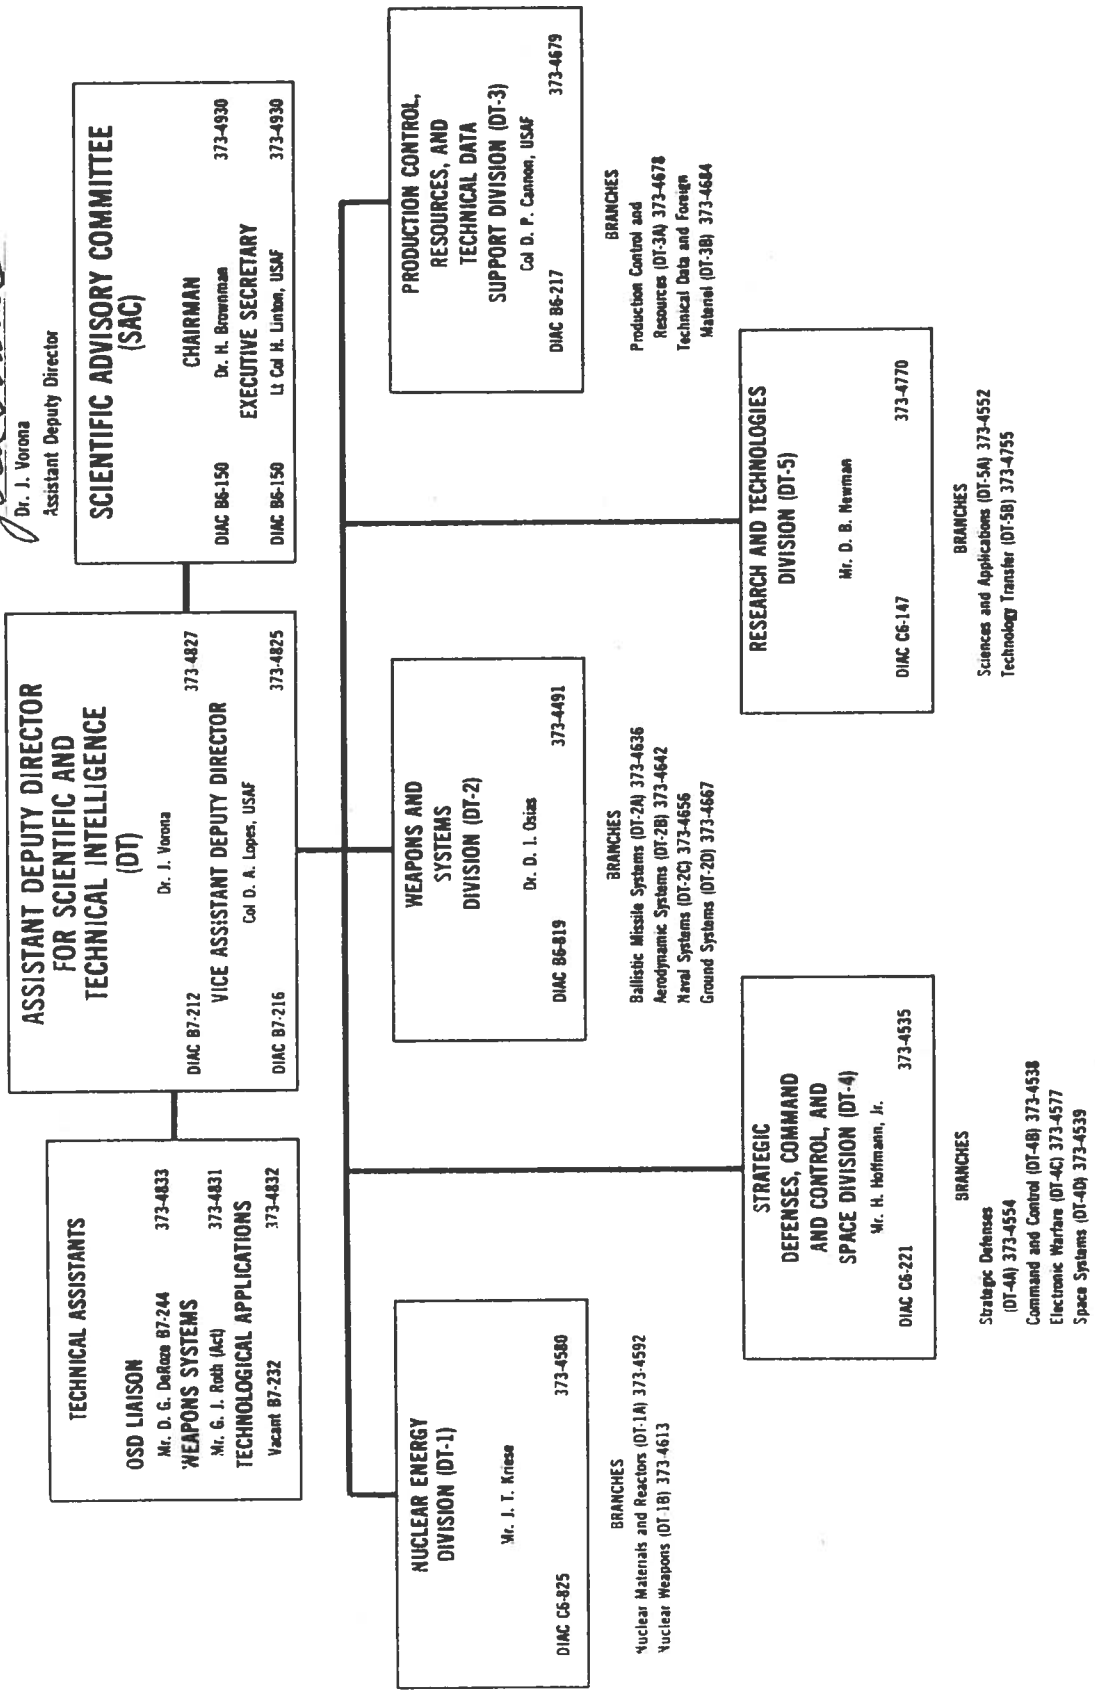 Dr. J. Vorona
Assistant Deputy Director
TECHNICAL ASSISTANTS
OSD LIAISON
Mr. D. G. DeRoze B7-244 373-4833
WEAPONS SYSTEMS
Mr. G. J. Roth (Act) 373-4831
TECHNOLOGICAL APPLICATIONS
Vacant B7-232 373-4832
ASSISTANT DEPUTY DIRECTOR
FOR SCIENTIFIC AND
TECHNICAL INTELLIGENCE
(DT)
Dr. J. Vorona
DIAC B7-212 373-4827
VICE ASSISTANT DEPUTY DIRECTOR
Col D. A. Lopes, USAF
DIAC B7-216 373-4825
SCIENTIFIC ADVISORY COMMITTEE
(SAC)
CHAIRMAN
Dr. H. Brownman
DIAC B6-150 373-4930
EXECUTIVE SECRETARY
Lt Col H. Linton, USAF
DIAC B6-150 373-4930
NUCLEAR ENERGY
DIVISION (DT-1)
Mr. J. T. Kriese
DIAC C6-825 373-4580
BRANCHES
Nuclear Materials and Reactors (DT-1A) 373-4592
Nuclear Weapons (DT-1B) 373-4613
WEAPONS AND
SYSTEMS
DIVISION (DT-2)
Dr. D. I. Osias
DIAC B6-819 373-4491
BRANCHES
Ballistic Missile Systems (DT-2A) 373-4636
Aerodynamic Systems (DT-2B) 373-4642
Naval Systems (DT-2C) 373-4656
Ground Systems (DT-2D) 373-4667
PRODUCTION CONTROL,
RESOURCES, AND
TECHNICAL DATA
SUPPORT DIVISION (DT-3)
Col D. P. Cannon, USAF
DIAC B6-217 373-4679
BRANCHES
Production Control and
Resources (DT-3A) 373-4678
Technical Data and Foreign
Materiel (DT-3B) 373-4684
STRATEGIC
DEFENSES, COMMAND
AND CONTROL, AND
SPACE DIVISION (DT-4)
Mr. H. Hoffmann, Jr.
DIAC C6-221 373-4535
BRANCHES
Strategic Defenses
(DT-4A) 373-4554
Command and Control (DT-4B) 373-4538
Electronic Warfare (DT-4C) 373-4577
Space Systems (DT-4D) 373-4539
RESEARCH AND TECHNOLOGIES
DIVISION (DT-5)
Mr. D. B. Newman
DIAC C6-147 373-4770
BRANCHES
Sciences and Applications (DT-5A) 373-4552
Technology Transfer (DT-5B) 373-4755